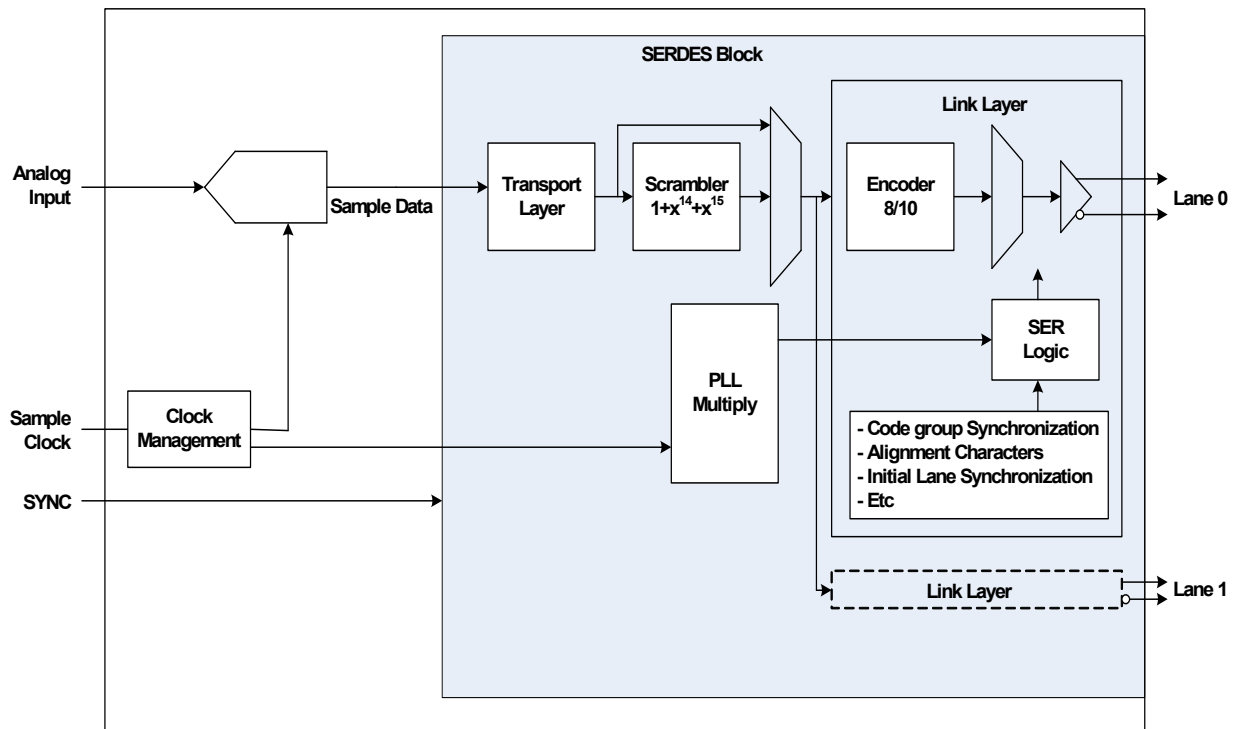 SERDES Block
Link Layer
Analog
Input
Sample Data
Transport
Layer
Scrambler
1+x^14+x^15
Encoder
8/10
Lane 0
SER
Logic
PLL
Multiply
Sample
Clock
Clock
Management
- Code group Synchronization
- Alignment Characters
- Initial Lane Synchronization
- Etc
SYNC
Link Layer
Lane 1